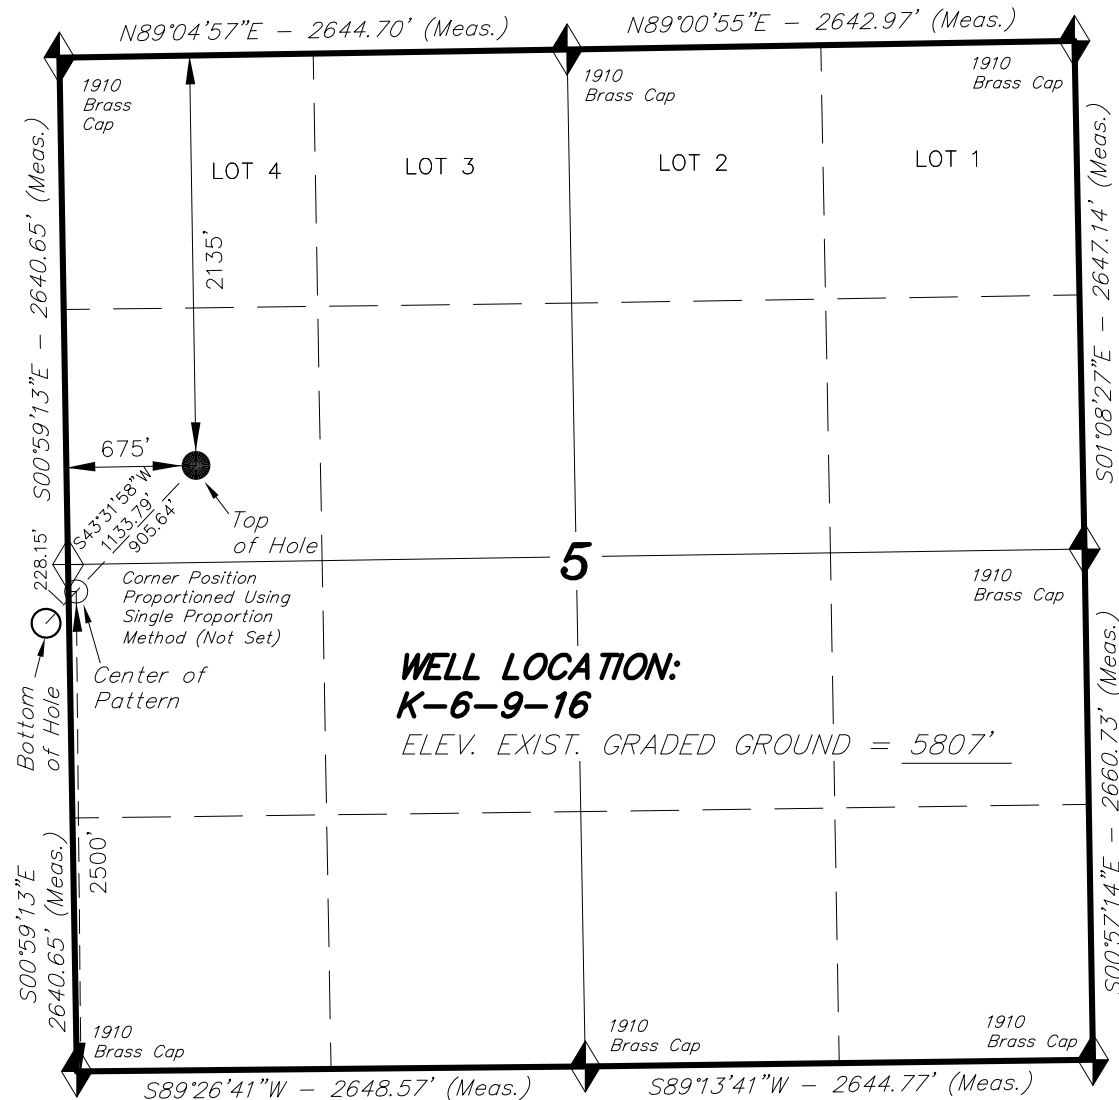 N89°04'57"E - 2644.70' (Meas.)
N89°00'55"E - 2642.97' (Meas.)
1910
Brass
Cap
1910
Brass Cap
1910
Brass Cap
LOT 4
LOT 3
LOT 2
LOT 1
S00°59'13"E - 2640.65' (Meas.)
2135'
S01°08'27"E - 2647.14' (Meas.)
675'
S43°31'58"W
1133.79'
905.64'
Top
of Hole
228.15'
5
Corner Position
Proportioned Using
Single Proportion
Method (Not Set)
1910
Brass Cap
Center of
Pattern
Bottom
of Hole
WELL LOCATION:
K-6-9-16
ELEV. EXIST. GRADED GROUND = 5807'
S00°57'14"E - 2660.73' (Meas.)
2500'
S00°59'13"E
2640.65' (Meas.)
1910
Brass Cap
1910
Brass Cap
1910
Brass Cap
S89°26'41"W - 2648.57' (Meas.)
S89°13'41"W - 2644.77' (Meas.)